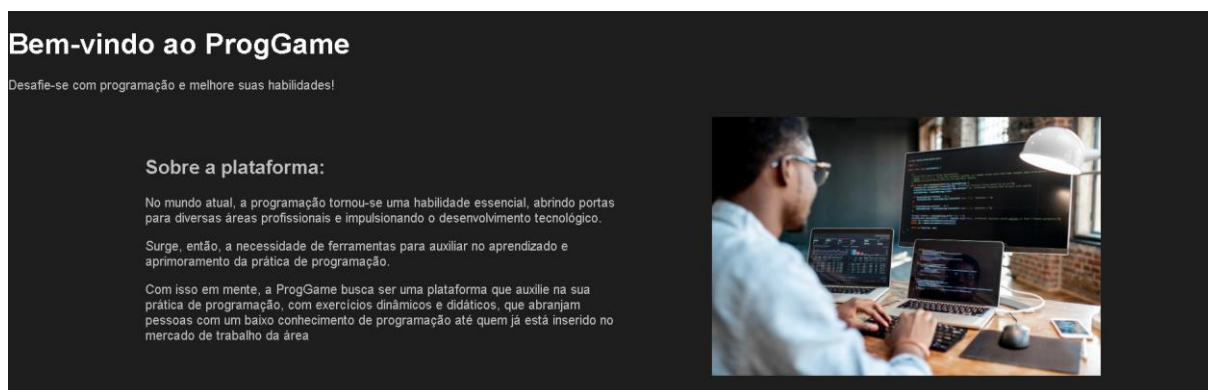 Bem-vindo ao ProgGame
Desafie-se com programação e melhore suas habilidades!
Sobre a plataforma:
No mundo atual, a programação tornou-se uma habilidade essencial, abrindo portas
para diversas áreas profissionais e impulsionando o desenvolvimento tecnológico.
Surge, então, a necessidade de ferramentas para auxiliar no aprendizado e
aprimoramento da prática de programação.
Com isso em mente, a ProgGame busca ser uma plataforma que auxilie na sua
prática de programação, com exercícios dinâmicos e didáticos, que abranjam
pessoas com um baixo conhecimento de programação até quem já está inserido no
mercado de trabalho da área